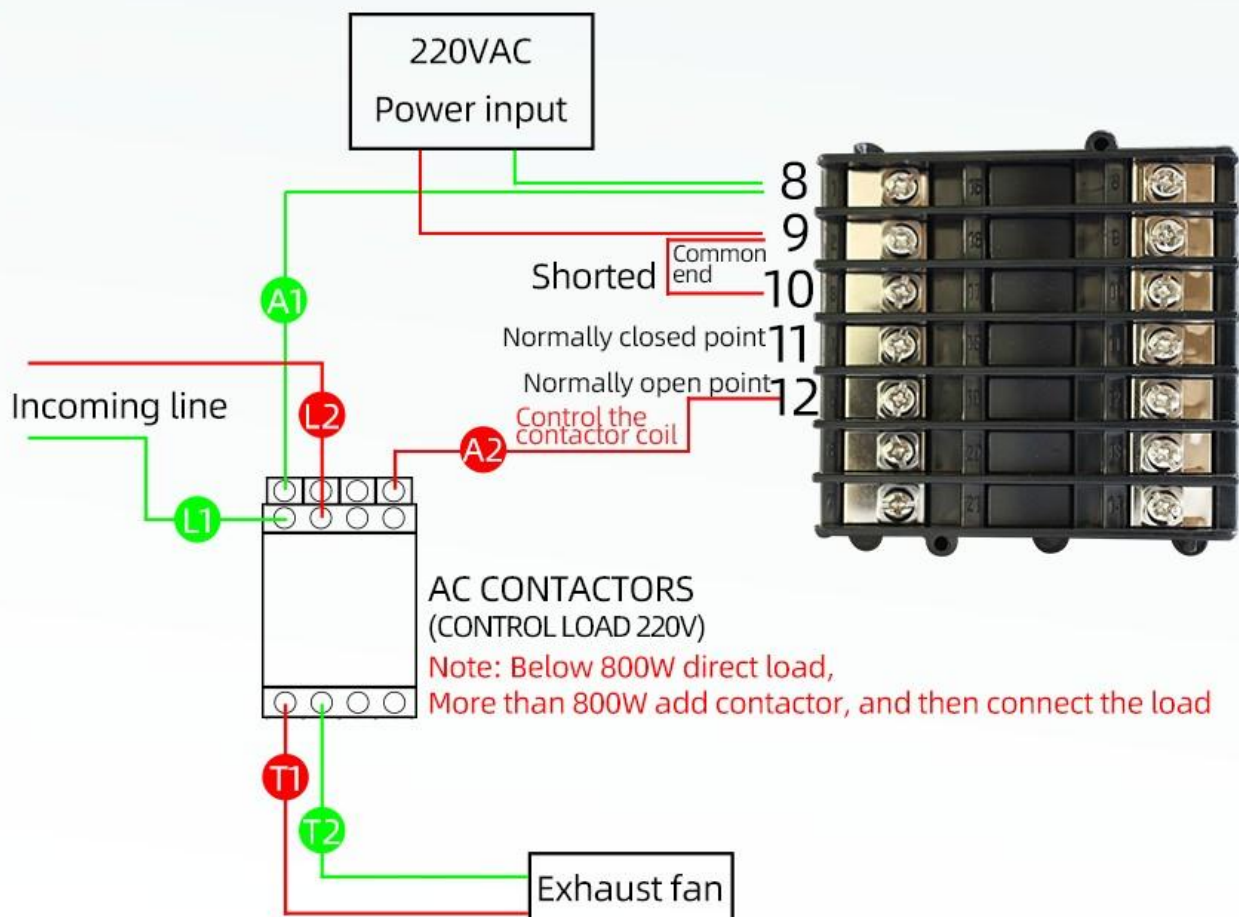 220VAC
Power input
8
9
Common
end
Shorted
10
A1
Normally closed point
11
Normally open point
12
Incoming line
L2
Control the
contactor coil
A2
L1
AC CONTACTORS
(CONTROL LOAD 220V)
Note: Below 800W direct load,
More than 800W add contactor, and then connect the load
T1
T2
Exhaust fan